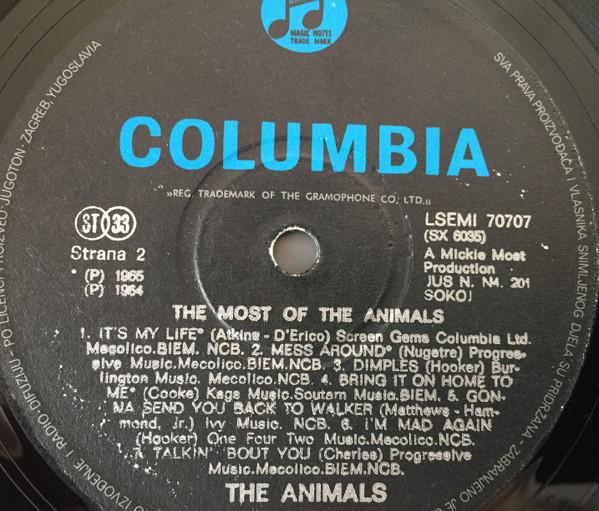 MAGIC NOTES
TRADE MARK
COLUMBIA
»REG. TRADEMARK OF THE GRAMOPHONE CO. LTD.«
ST 33
Strana 2
(P) 1965
(P) 1964
LSEMI 70707
(SX 6035)
A Mickie Most
Production
JUS N. N4. 201
SOKOJ
THE MOST OF THE ANIMALS
1. IT'S MY LIFE* (Atkins - D'Erico) Screen Gems Columbia Ltd.
Mecolico.BIEM. NCB. 2. MESS AROUND* (Nugetre) Progres-
sive Music.Mecolico.BIEM.NCB. 3. DIMPLES (Hooker) Bur-
lington Music. Mecolico.NCB. 4. BRING IT ON HOME TO
ME* (Cooke) Kags Music.Soutam Music.BIEM. 5. GON-
NA SEND YOU BACK TO WALKER (Matthews - Ham-
mond, Jr.) Ivy Music. NCB. 6. I'M MAD AGAIN
(Hooker) One Four Two Music.Mecolico.NCB.
TALKIN' 'BOUT YOU (Charles) Progressive
Music.Mecolico.BIEM.NCB.
THE ANIMALS
IZVOĐENJE I RADIO-DIFUZIJU - PO LICENCI PROIZVEO JUGOTON - ZAGREB, YUGOSLAVIA
SVA PRAVA PROIZVOĐAČA I VLASNIKA SNIMLJENOG DJELA SU PRIDRŽANA - ZABRANJENO JE